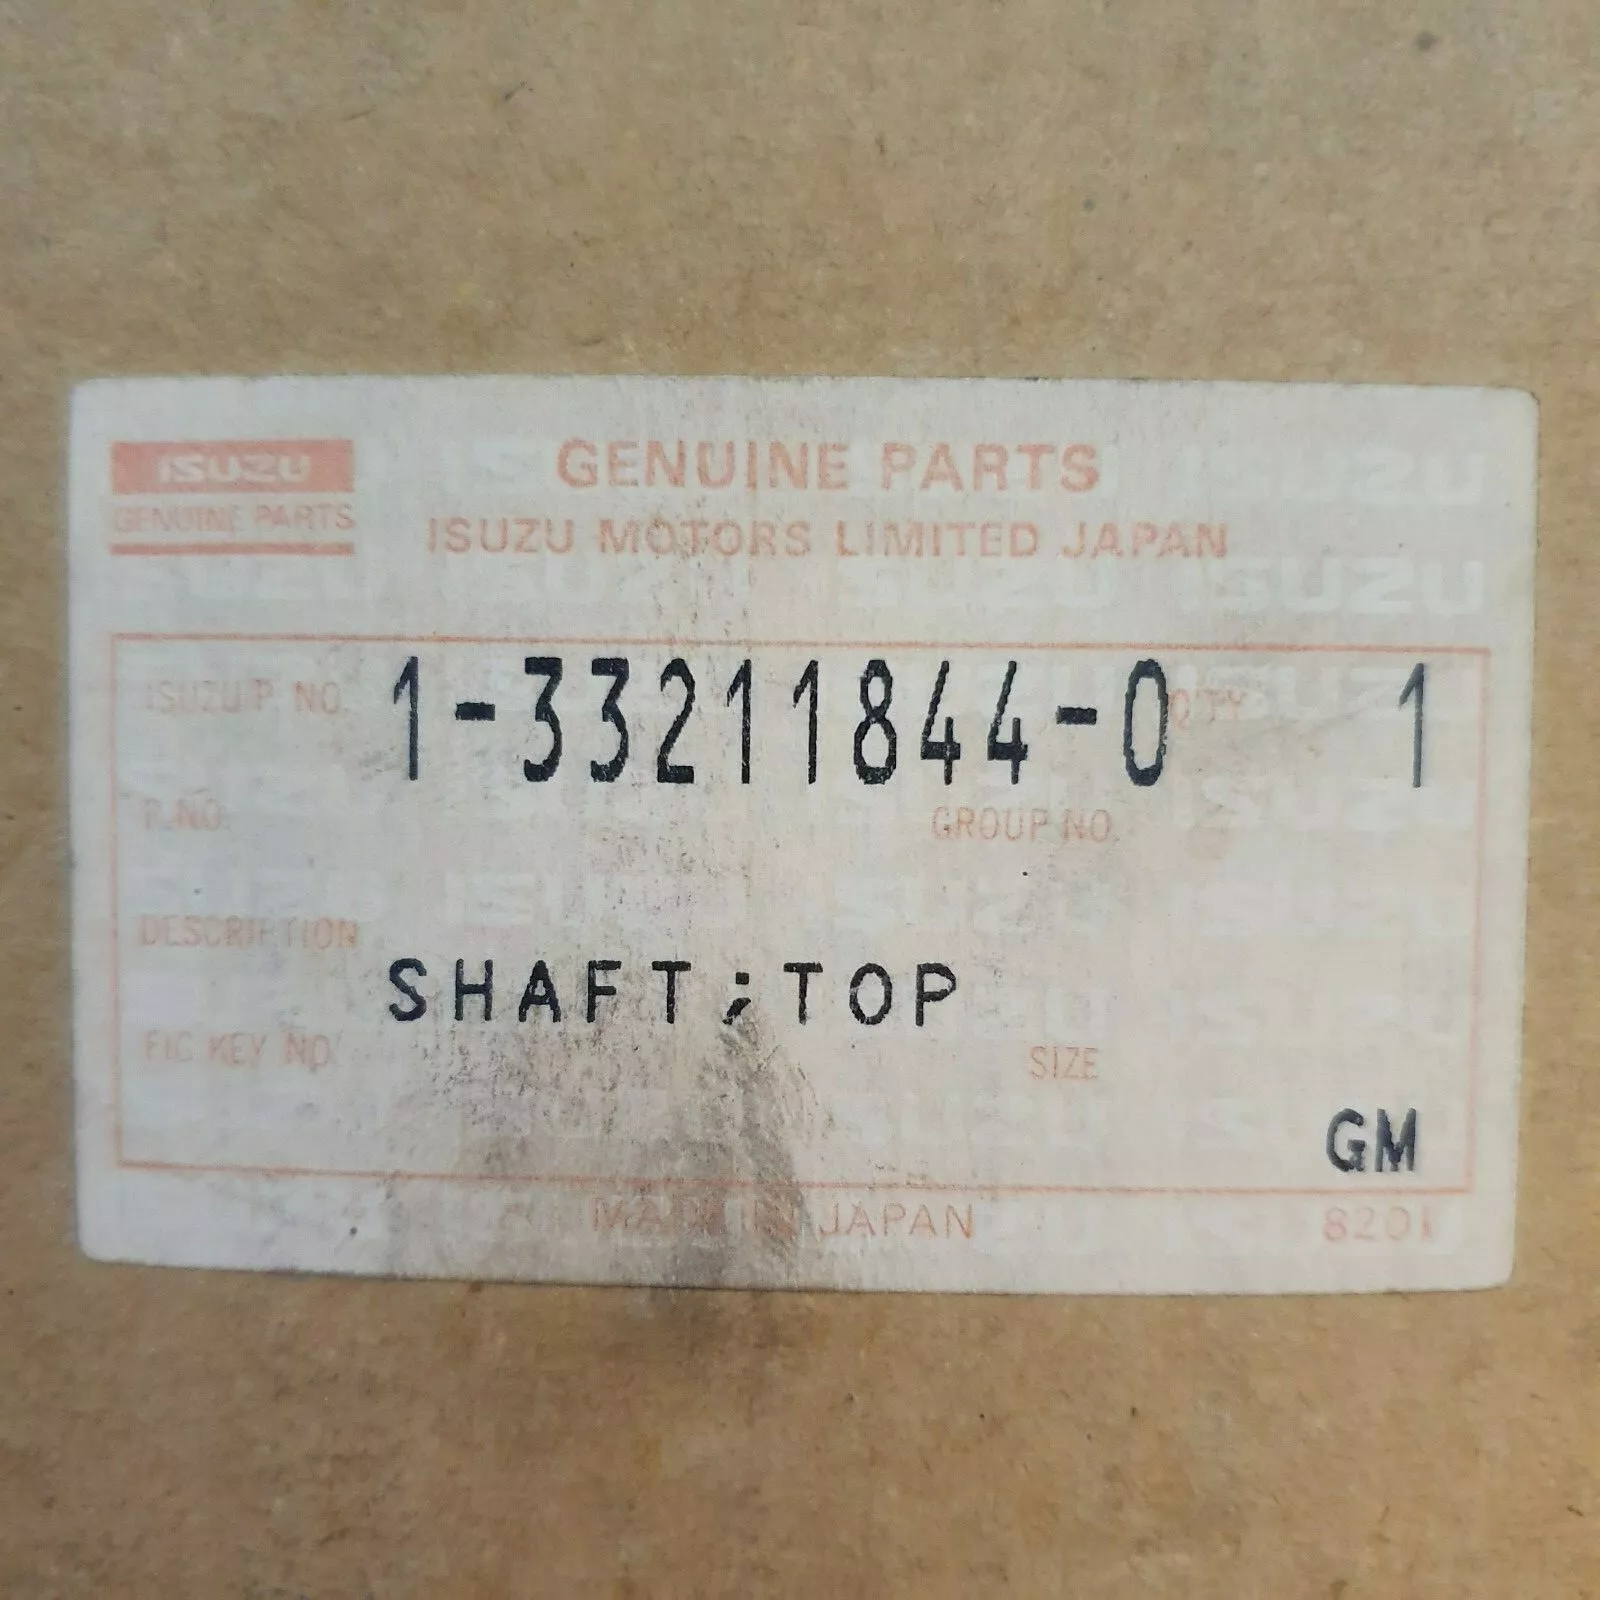 ISUZU
GENUINE PARTS
GENUINE PARTS
ISUZU MOTORS LIMITED JAPAN
ISUZU P. NO. 1-33211844-0 Q'TY 1
P. NO. GROUP NO.
DESCRIPTION
SHAFT;TOP
FIG KEY NO. SIZE
GM
MADE IN JAPAN 8201